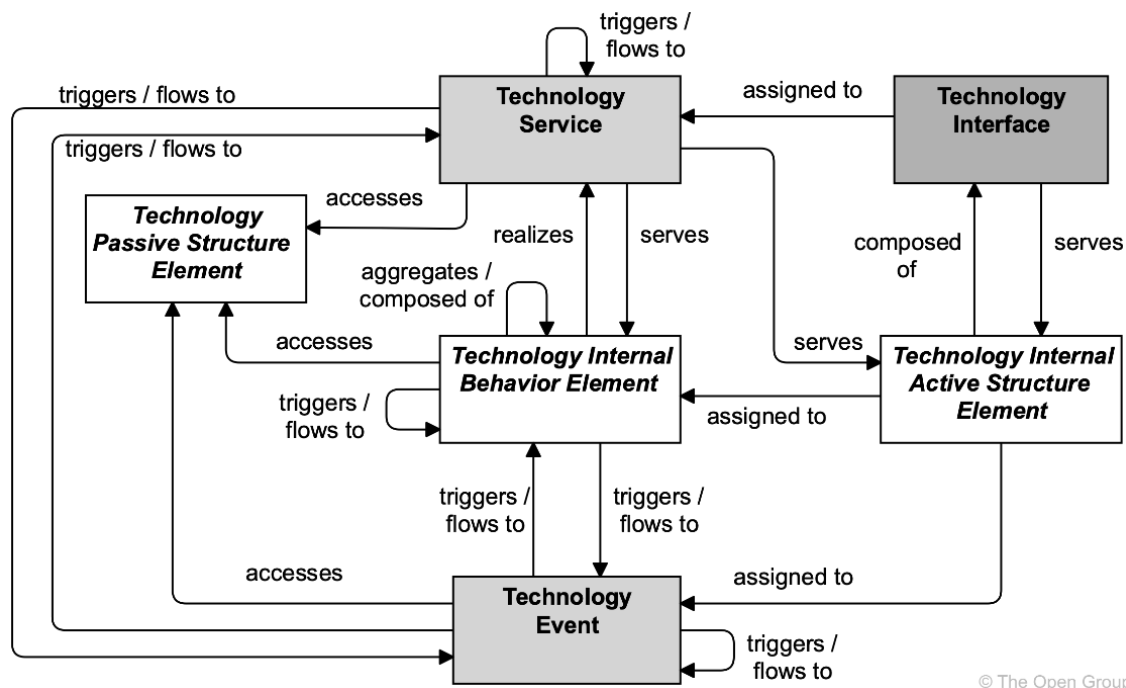 triggers /
flows to
triggers / flows to
Technology
Service
assigned to
Technology
Interface
triggers / flows to
accesses
Technology
Passive Structure
Element
realizes
serves
composed
of
serves
aggregates /
composed of
accesses
Technology Internal
Behavior Element
serves
Technology Internal
Active Structure
Element
triggers /
flows to
assigned to
triggers /
flows to
triggers /
flows to
accesses
assigned to
Technology
Event
triggers /
flows to
© The Open Group